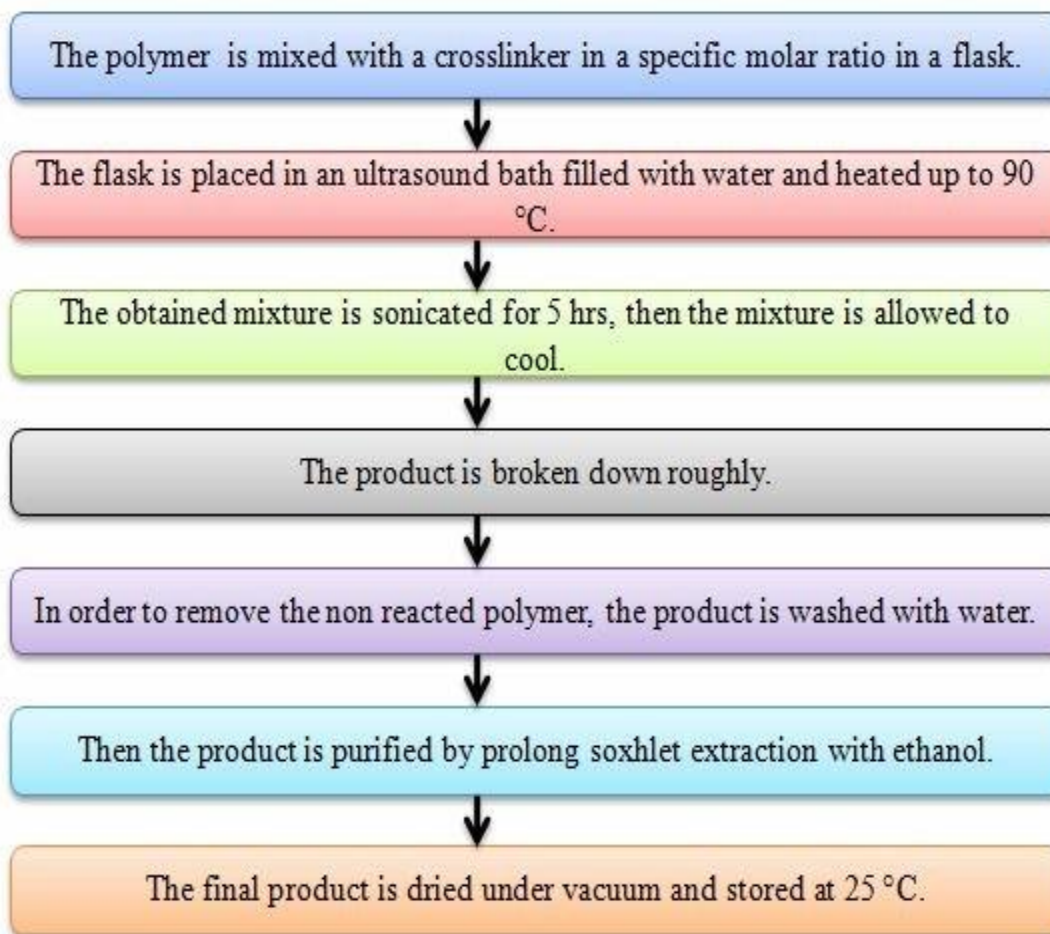 The polymer is mixed with a crosslinker in a specific molar ratio in a flask.
The flask is placed in an ultrasound bath filled with water and heated up to 90
°C.
The obtained mixture is sonicated for 5 hrs, then the mixture is allowed to
cool.
The product is broken down roughly.
In order to remove the non reacted polymer, the product is washed with water.
Then the product is purified by prolong soxhlet extraction with ethanol.
The final product is dried under vacuum and stored at 25 °C.